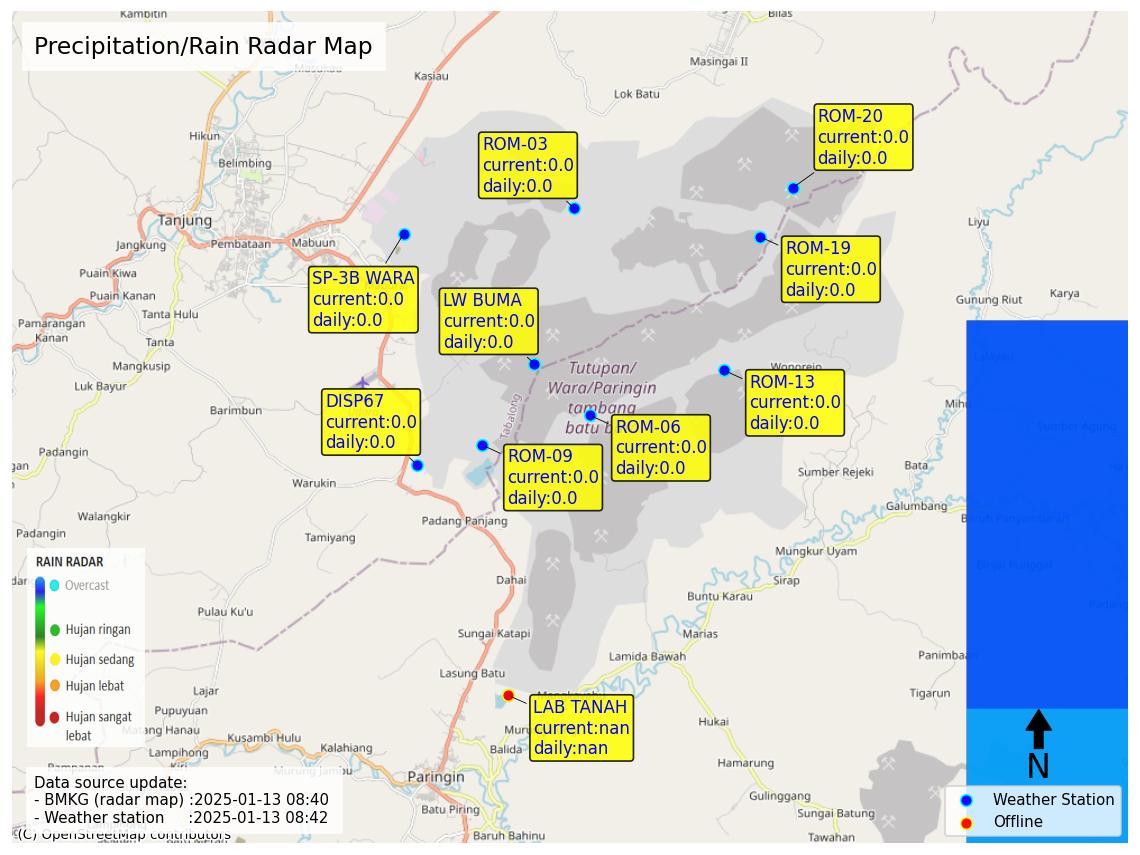 Kambitin
Bilas
Precipitation/Rain Radar Map
Masukau
Kasiau
Masingai II
Lok Batu
Hikun
Belimbing
ROM-03
current:0.0
daily:0.0
ROM-20
current:0.0
daily:0.0
Tanjung
Jangkung
Pembataan
Mabuun
Liyu
Puain Kiwa
Puain Kanan
SP-3B WARA
current:0.0
daily:0.0
ROM-19
current:0.0
daily:0.0
Tanta Hulu
LW BUMA
current:0.0
daily:0.0
Gunung Riut
Karya
Pamarangan
Kanan
Tanta
Mangkusip
Luk Bayur
Lalayau
Wonorejo
Tutupan/
Wara/Paringin
tambang
batu b
Tabalong
ROM-13
current:0.0
daily:0.0
DISP67
current:0.0
daily:0.0
Barimbun
Mihu
Sumber Agung
ROM-06
current:0.0
daily:0.0
ROM-09
current:0.0
daily:0.0
Padangin
Warukin
Sumber Rejeki
Bata
Galumbang
Walangkir
Padangin
Tamiyang
Padang Panjang
Baruh Panyambaran
Mungkur Uyam
Binjai Punggal
RAIN RADAR
Overcast
Hujan ringan
Hujan sedang
Hujan lebat
Hujan sangat
lebat
Dahai
Sirap
Buntu Karau
Pulau Ku'u
Sungai Katapi
Marias
Lamida Bawah
Panimbaan
Lasung Batu
Lajar
Pupuyuan
Tigarun
LAB TANAH
current:nan
daily:nan
Matang Hanau
Kusambi Hulu
Hukai
Lampihong
Kalahiang
Balida
Murung Jambu
Hamarung
Paringin
N
Data source update:
- BMKG (radar map) :2025-01-13 08:40
- Weather station :2025-01-13 08:42
Batu Piring
Gulinggang
Sungai Batung
Weather Station
Offline
(C) OpenStreetMap contributors
Baruh Bahinu
Tawahan